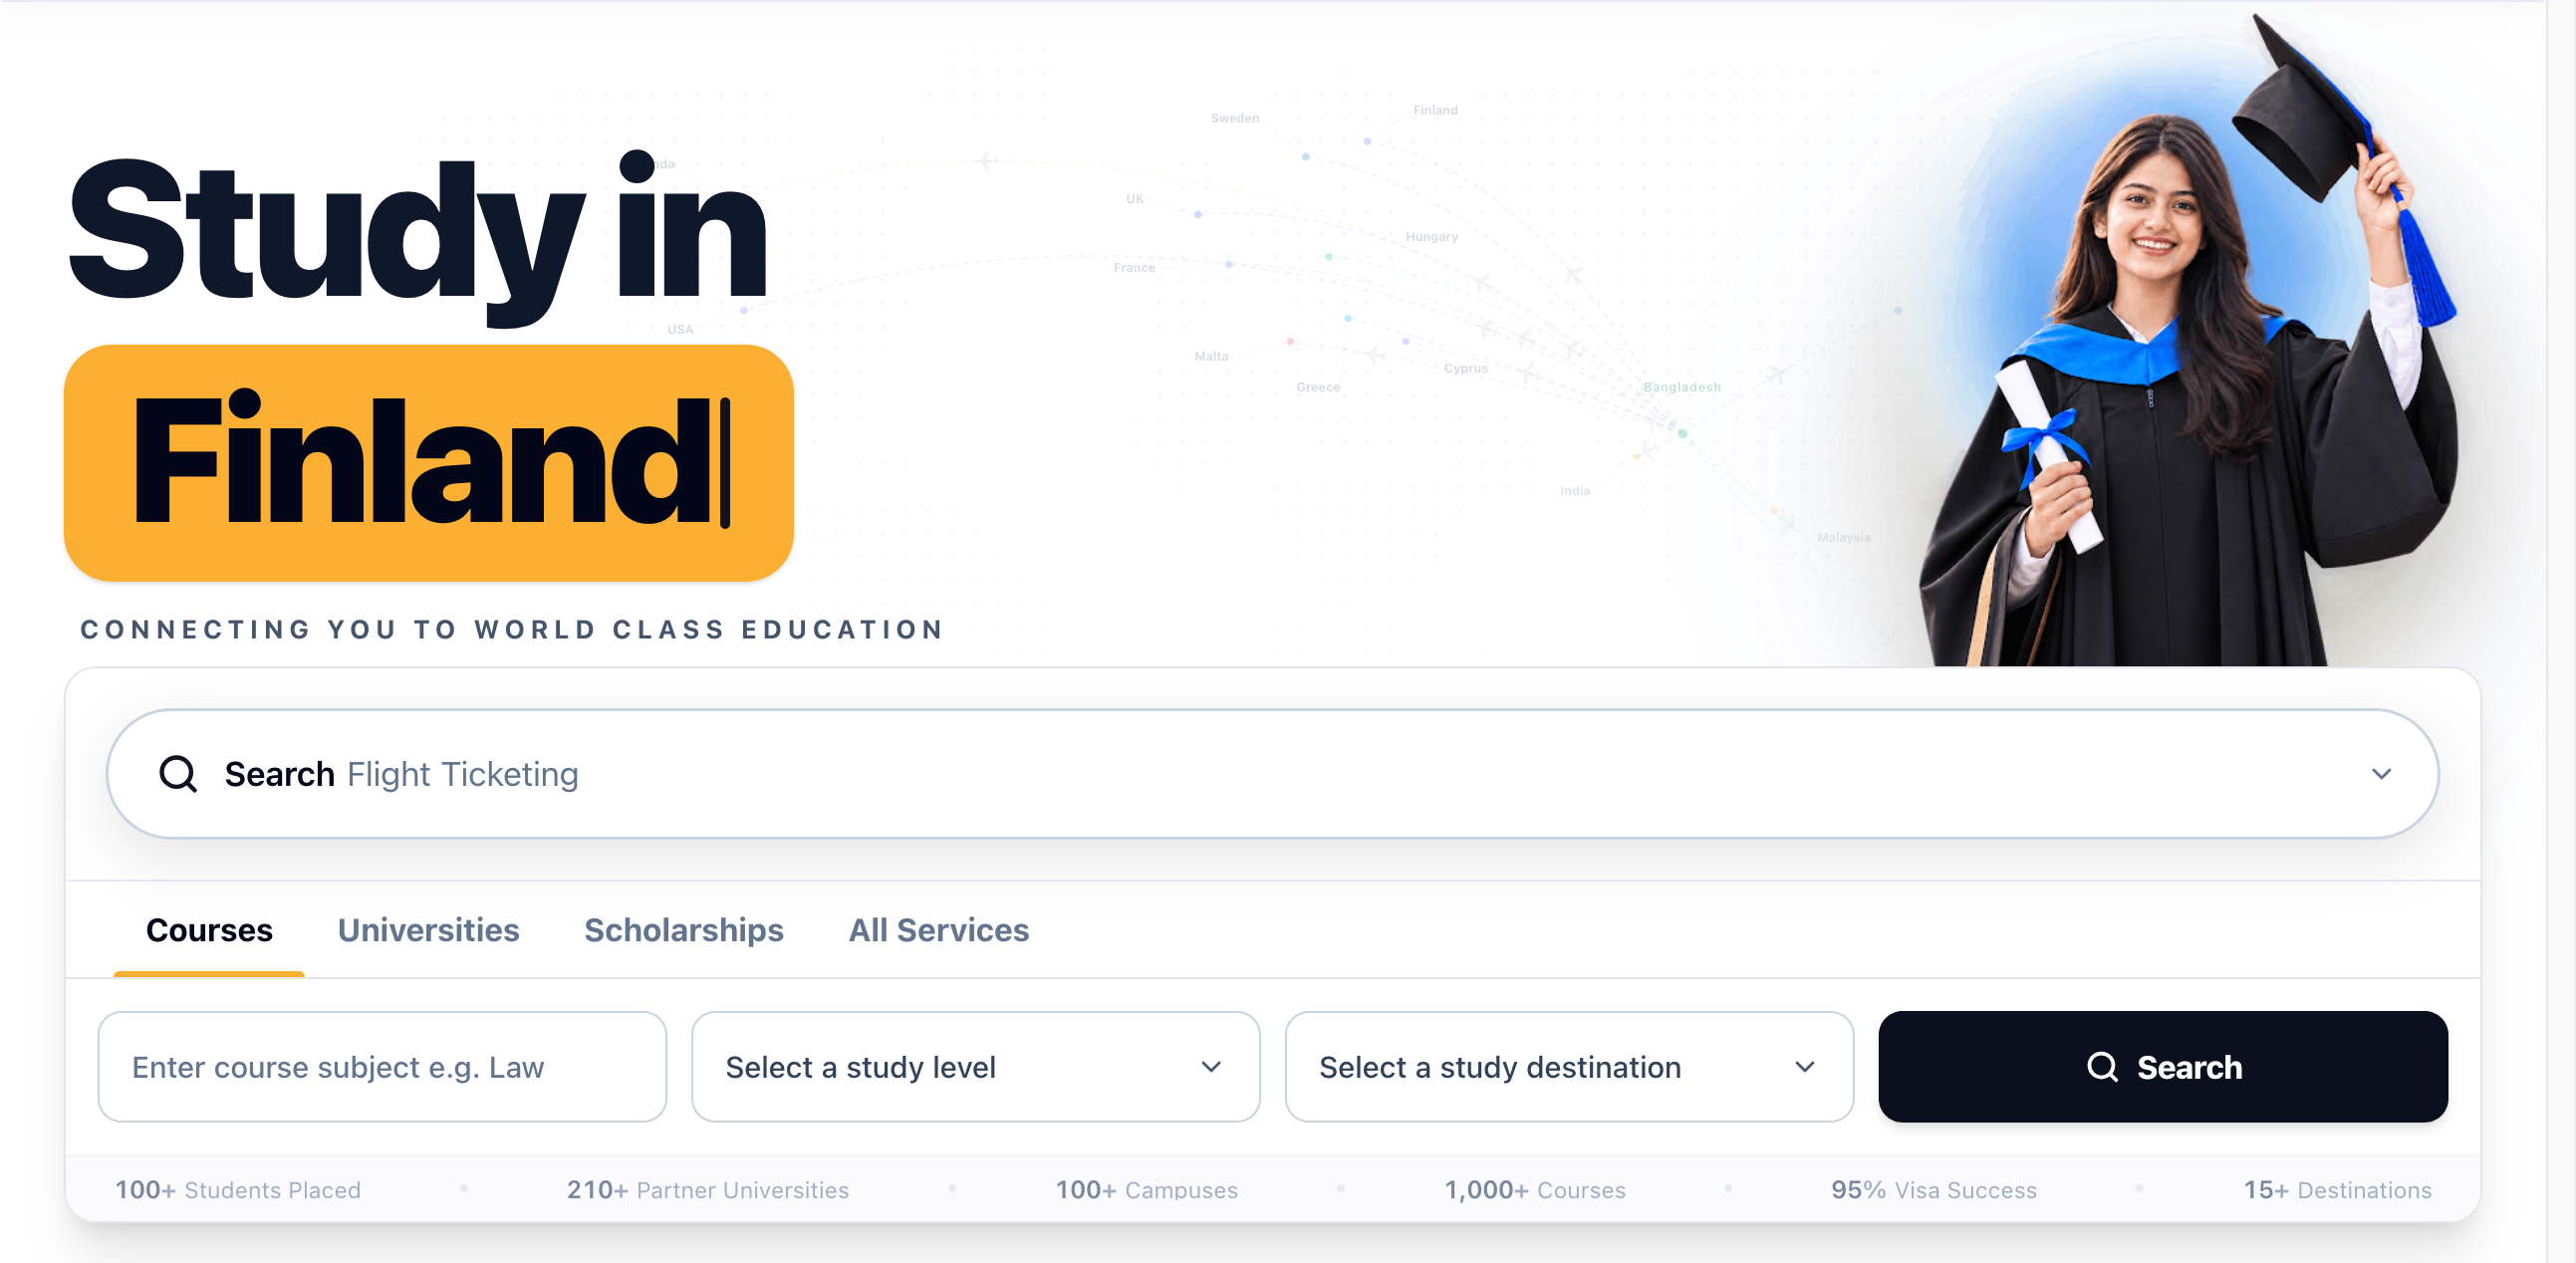 Sweden
Finland
UK
Hungary
France
USA
Malta
Cyprus
Greece
Bangladesh
India
Malaysia
Study in
Finland
CONNECTING YOU TO WORLD CLASS EDUCATION
Search Flight Ticketing
Courses Universities Scholarships All Services
Enter course subject e.g. Law Select a study level Select a study destination Search
100+ Students Placed 210+ Partner Universities 100+ Campuses 1,000+ Courses 95% Visa Success 15+ Destinations